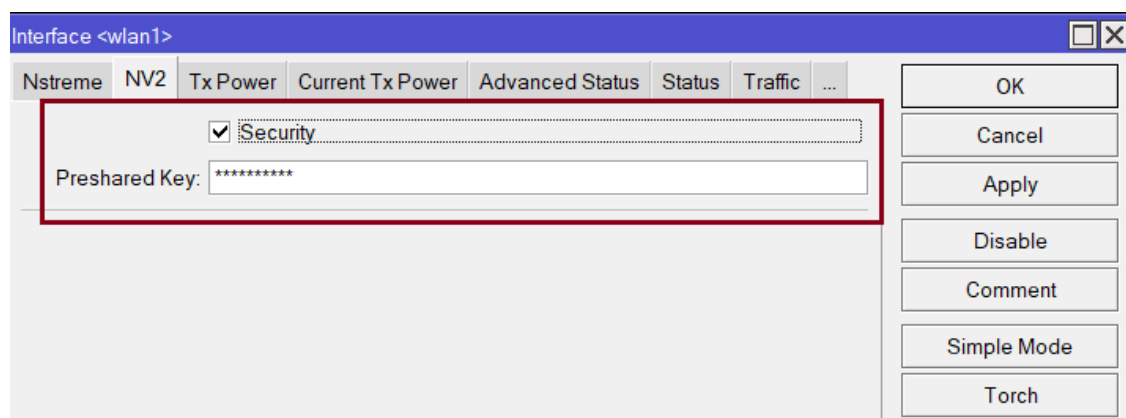 Interface <wlan1>
Nstreme NV2 Tx Power Current Tx Power Advanced Status Status Traffic ...
Security
Preshared Key: **********
OK
Cancel
Apply
Disable
Comment
Simple Mode
Torch